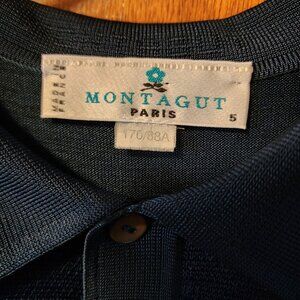 MADE IN
FRANCE
MONTAGUT
PARIS
5
170/88A